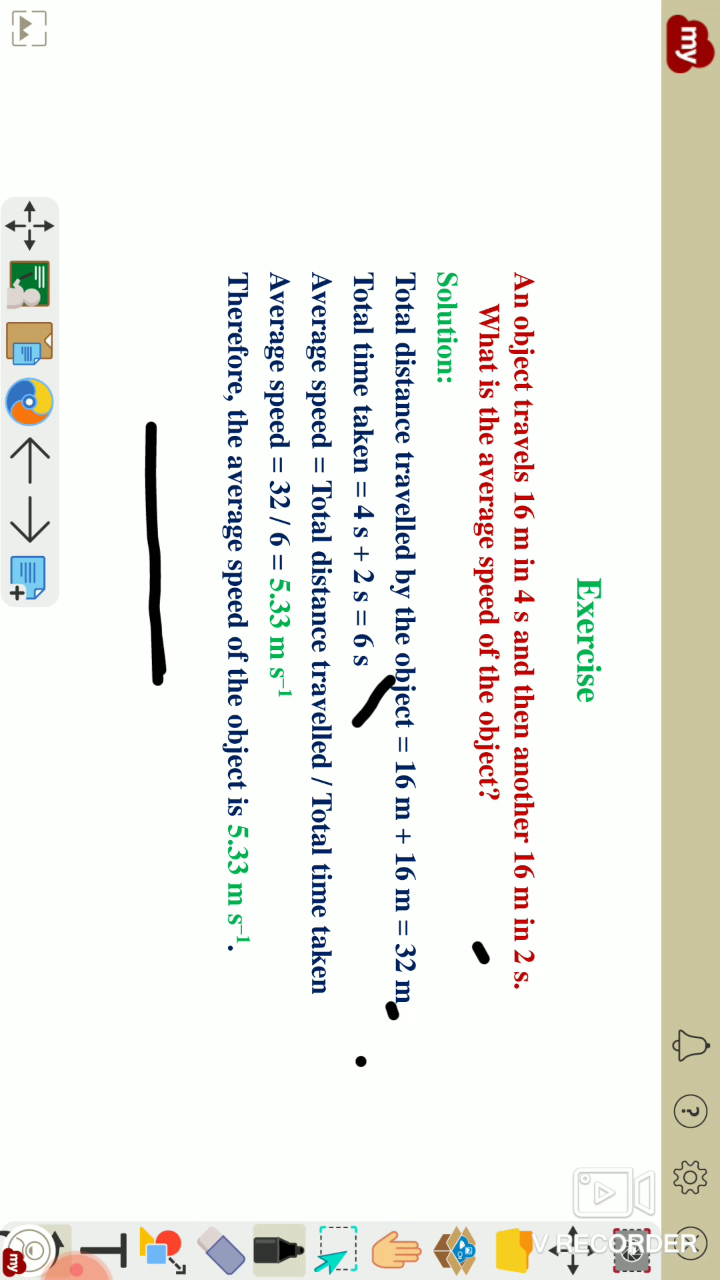 my
Exercise
An object travels 16 m in 4 s and then another 16 m in 2 s.
What is the average speed of the object?
Solution:
Total distance travelled by the object = 16 m + 16 m = 32 m
Total time taken = 4 s + 2 s = 6 s
Average speed = Total distance travelled / Total time taken
Average speed = 32 / 6 = 5.33 m s⁻¹
Therefore, the average speed of the object is 5.33 m s⁻¹.
V RECORDER
my